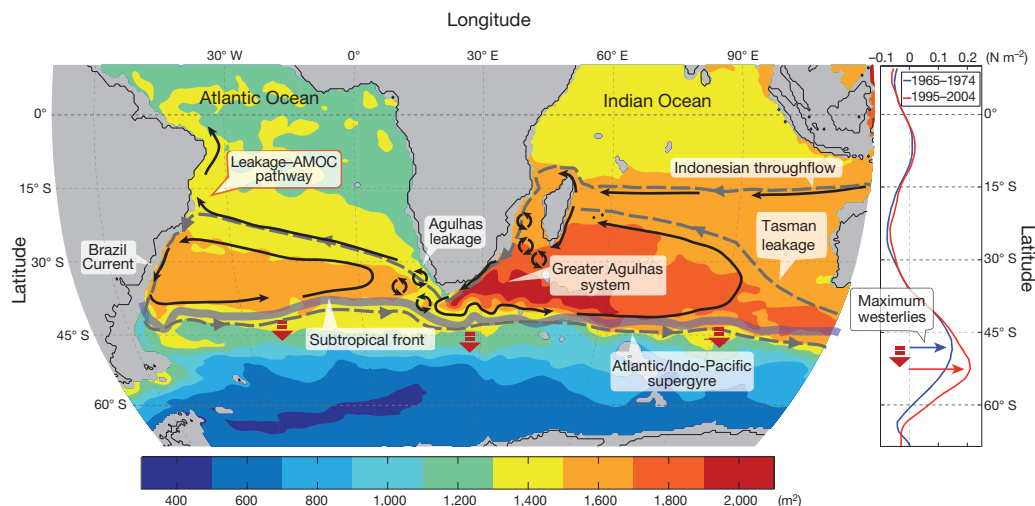 Longitude
30° W
0°
30° E
60° E
90° E
–0.1
0
0.1
0.2
(N m⁻²)
Atlantic Ocean
Indian Ocean
1965–1974
1995–2004
0°
0°
Leakage–AMOC
pathway
Indonesian throughflow
15° S
15° S
Agulhas
leakage
Tasman
leakage
Brazil
Current
Latitude
Latitude
30° S
30° S
Greater Agulhas
system
Maximum
westerlies
45° S
45° S
Subtropical front
Atlantic/Indo-Pacific
supergyre
60° S
60° S
400
600
800
1,000
1,200
1,400
1,600
1,800
2,000
(m²)